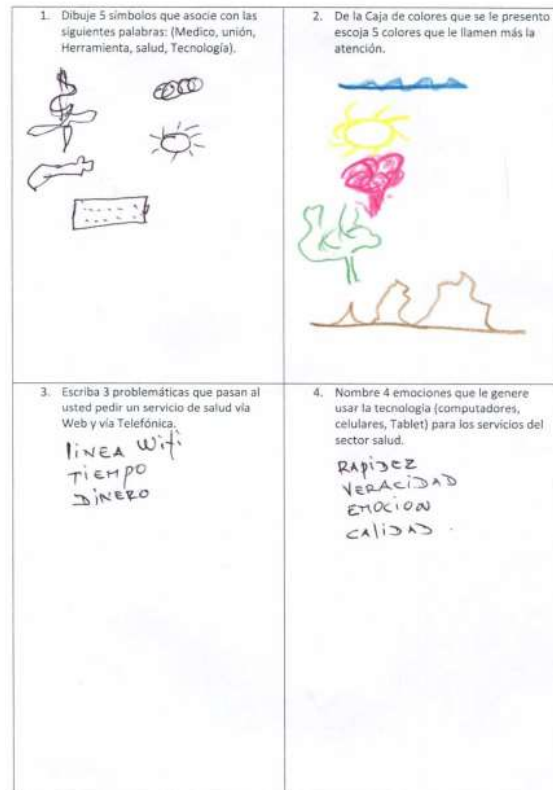 1. Dibuje 5 símbolos que asocie con las
siguientes palabras: (Medico, unión,
Herramienta, salud, Tecnología).
2. De la Caja de colores que se le presento
escoja 5 colores que le llamen más la
atención.
3. Escriba 3 problemáticas que pasan al
usted pedir un servicio de salud vía
Web y vía Telefónica.
liNEA Wifi
TiEMPO
DiNERO
4. Nombre 4 emociones que le genere
usar la tecnología (computadores,
celulares, Tablet) para los servicios del
sector salud.
RAPiDEZ
VERACiDAD
EMOCION
CAliDAD.